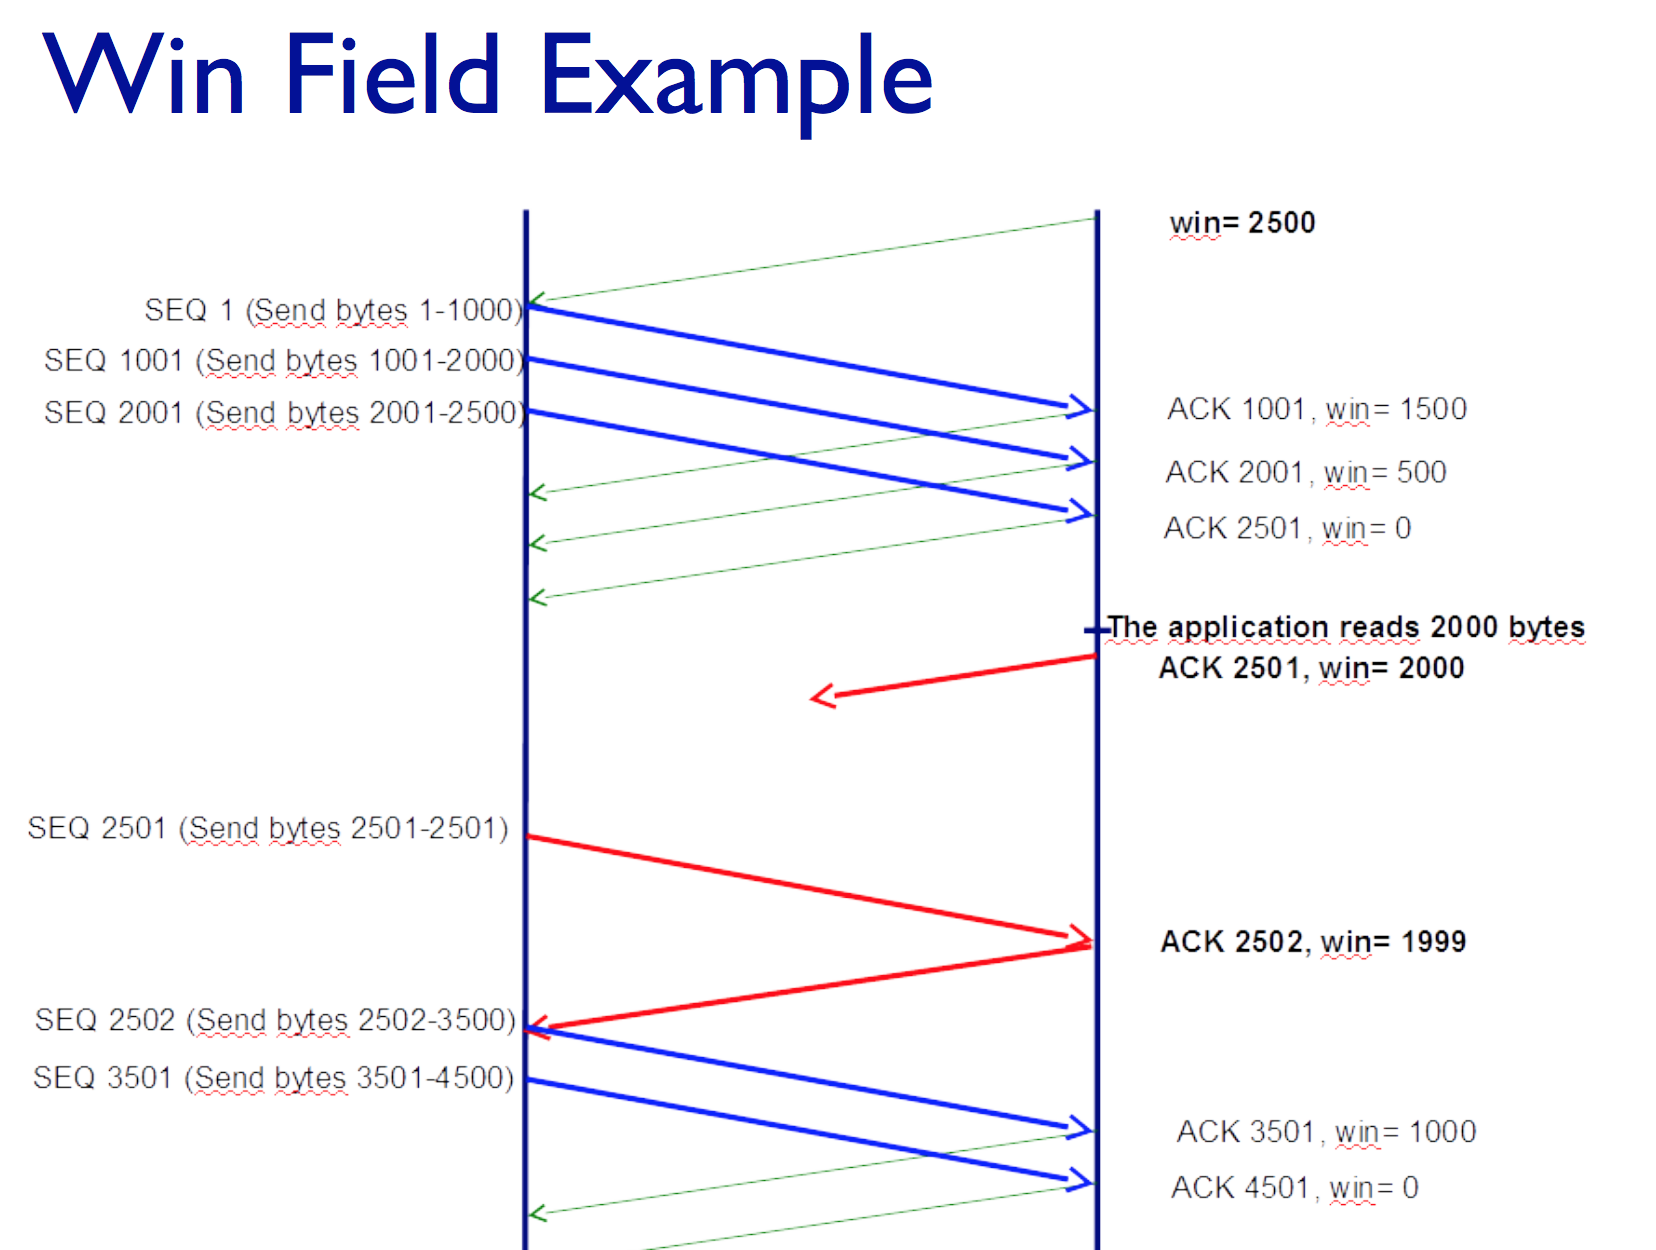 Win Field Example
win= 2500
SEQ 1 (Send bytes 1-1000)
SEQ 1001 (Send bytes 1001-2000)
SEQ 2001 (Send bytes 2001-2500)
ACK 1001, win= 1500
ACK 2001, win= 500
ACK 2501, win= 0
The application reads 2000 bytes
ACK 2501, win= 2000
SEQ 2501 (Send bytes 2501-2501)
ACK 2502, win= 1999
SEQ 2502 (Send bytes 2502-3500)
SEQ 3501 (Send bytes 3501-4500)
ACK 3501, win= 1000
ACK 4501, win= 0